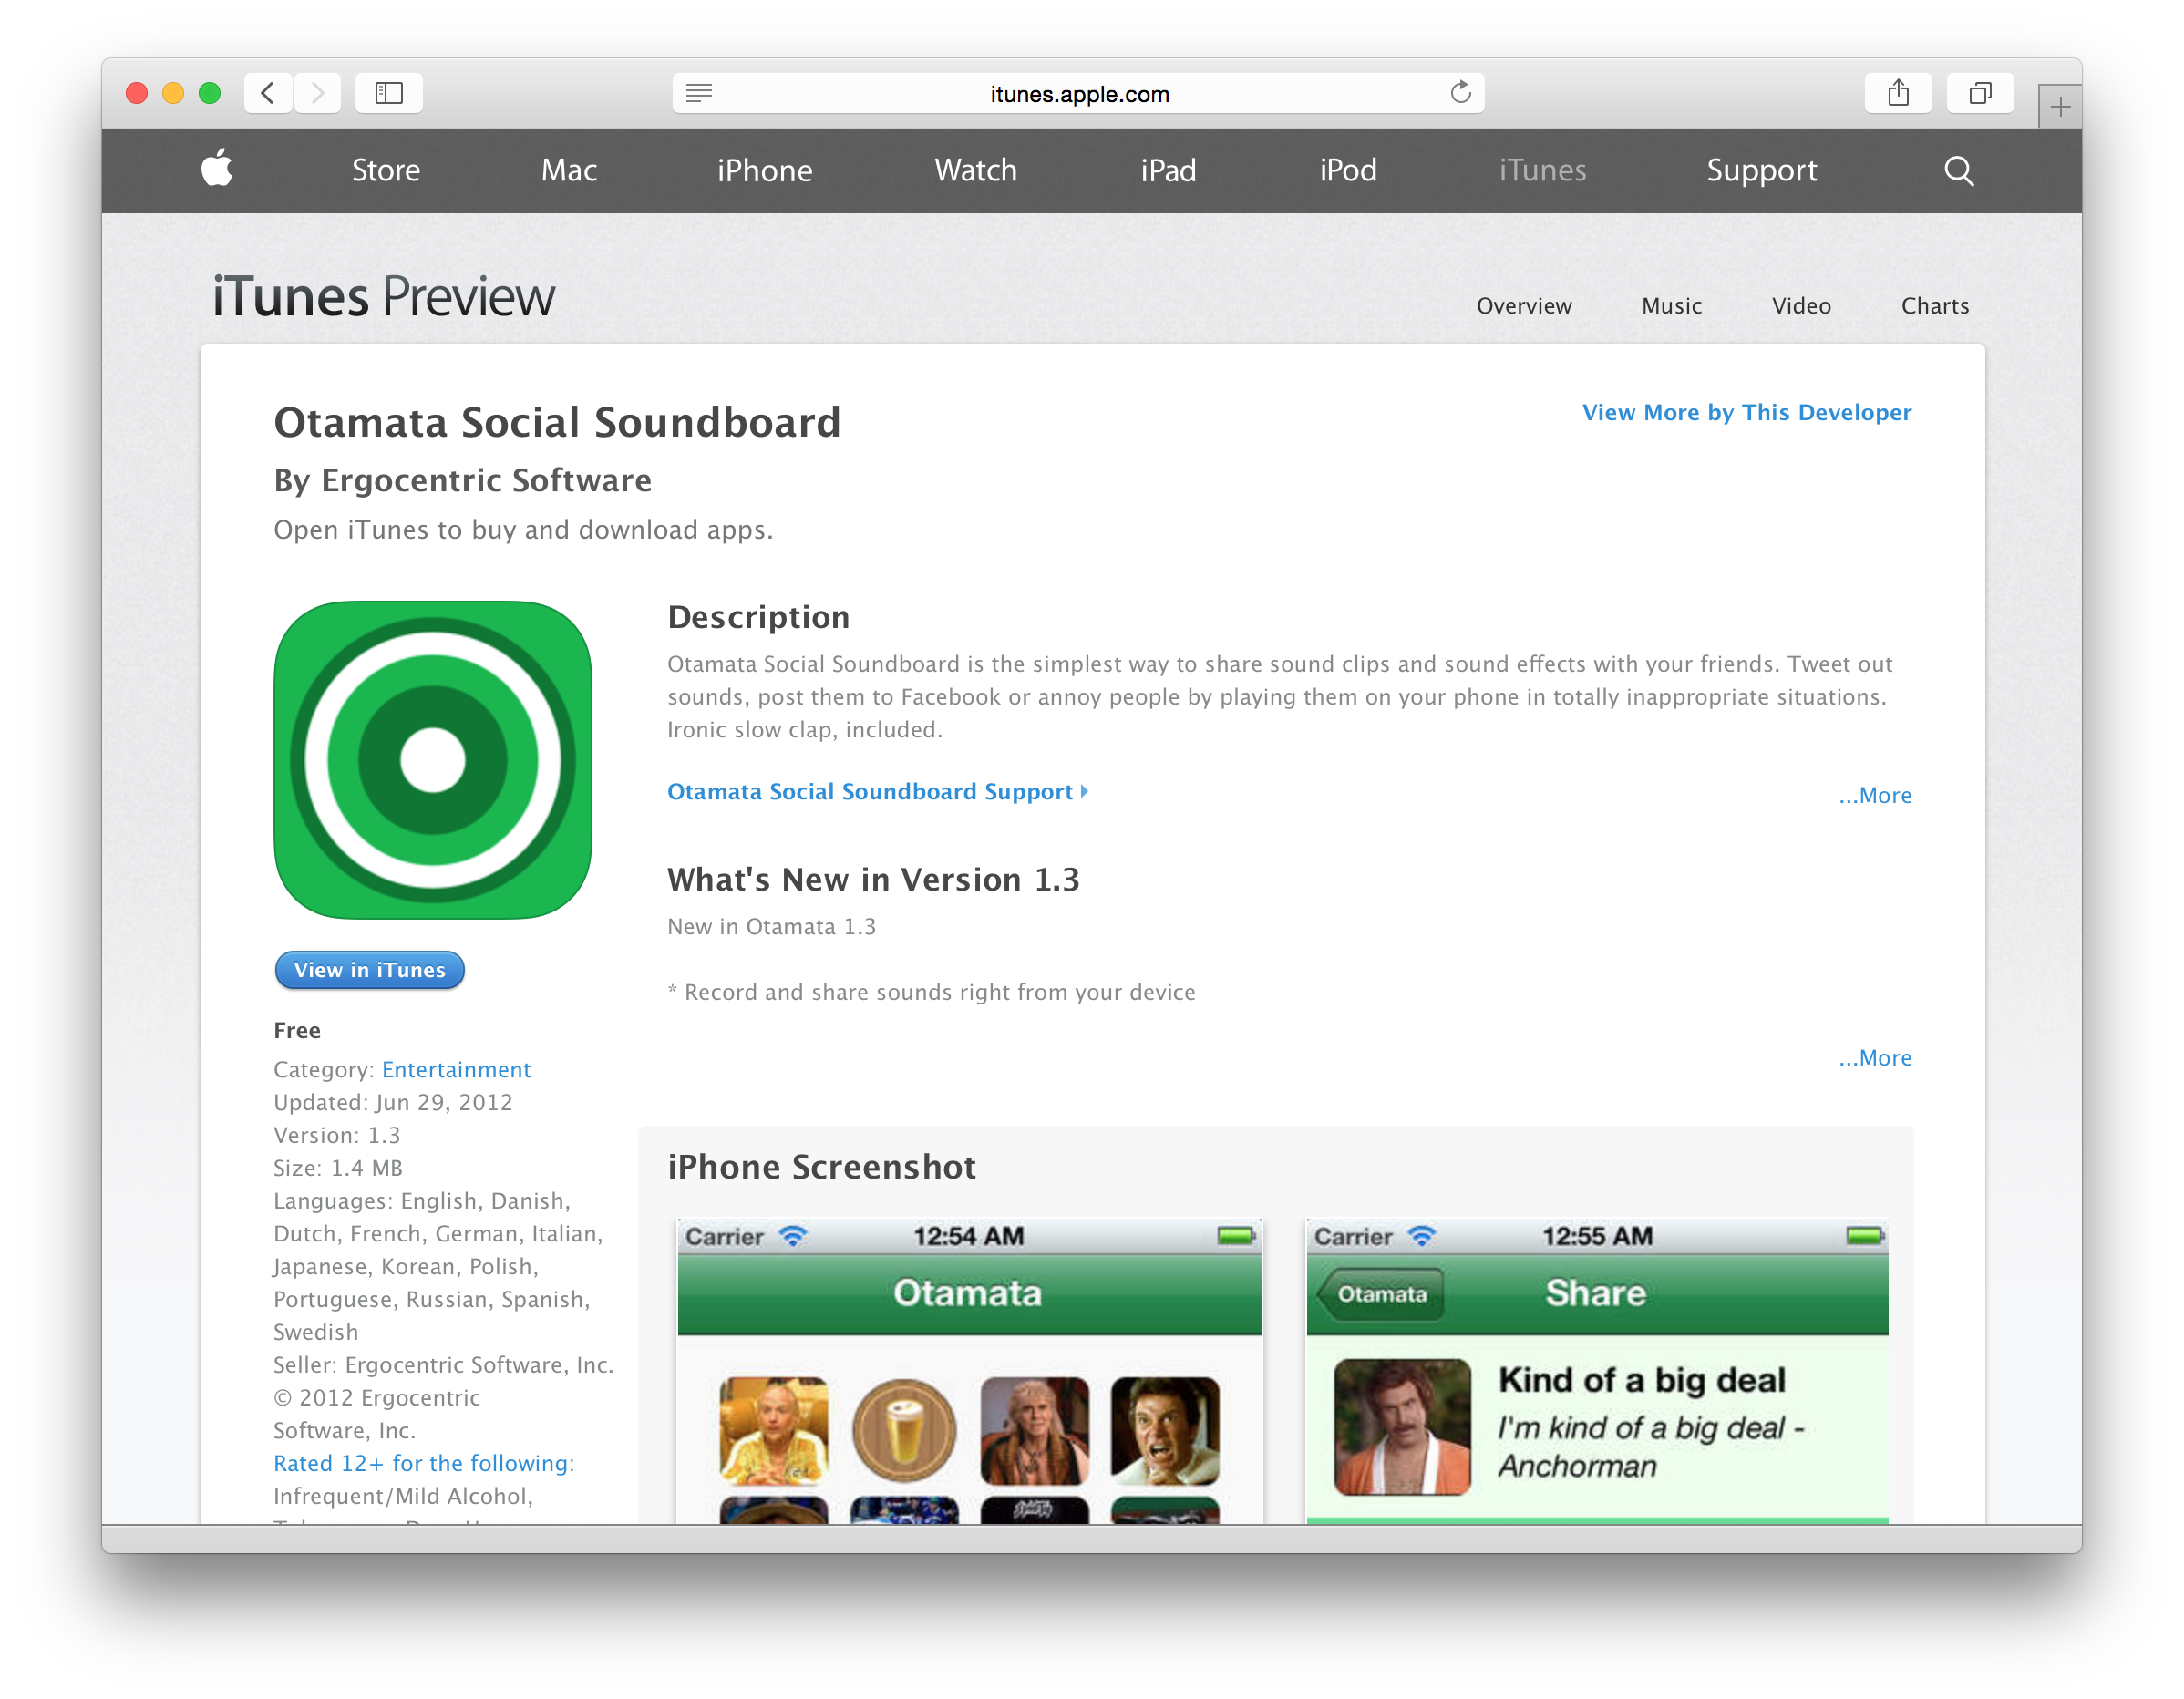 itunes.apple.com
Store Mac iPhone Watch iPad iPod iTunes Support
iTunes Preview
Overview Music Video Charts
Otamata Social Soundboard
View More by This Developer
By Ergocentric Software
Open iTunes to buy and download apps.
Description
Otamata Social Soundboard is the simplest way to share sound clips and sound effects with your friends. Tweet out
sounds, post them to Facebook or annoy people by playing them on your phone in totally inappropriate situations.
Ironic slow clap, included.
Otamata Social Soundboard Support
...More
What's New in Version 1.3
New in Otamata 1.3
* Record and share sounds right from your device
...More
View in iTunes
Free
Category: Entertainment
Updated: Jun 29, 2012
Version: 1.3
Size: 1.4 MB
Languages: English, Danish,
Dutch, French, German, Italian,
Japanese, Korean, Polish,
Portuguese, Russian, Spanish,
Swedish
Seller: Ergocentric Software, Inc.
© 2012 Ergocentric
Software, Inc.
Rated 12+ for the following:
Infrequent/Mild Alcohol,
iPhone Screenshot
Carrier 12:54 AM
Otamata
Carrier 12:55 AM
Otamata Share
Kind of a big deal
I'm kind of a big deal -
Anchorman